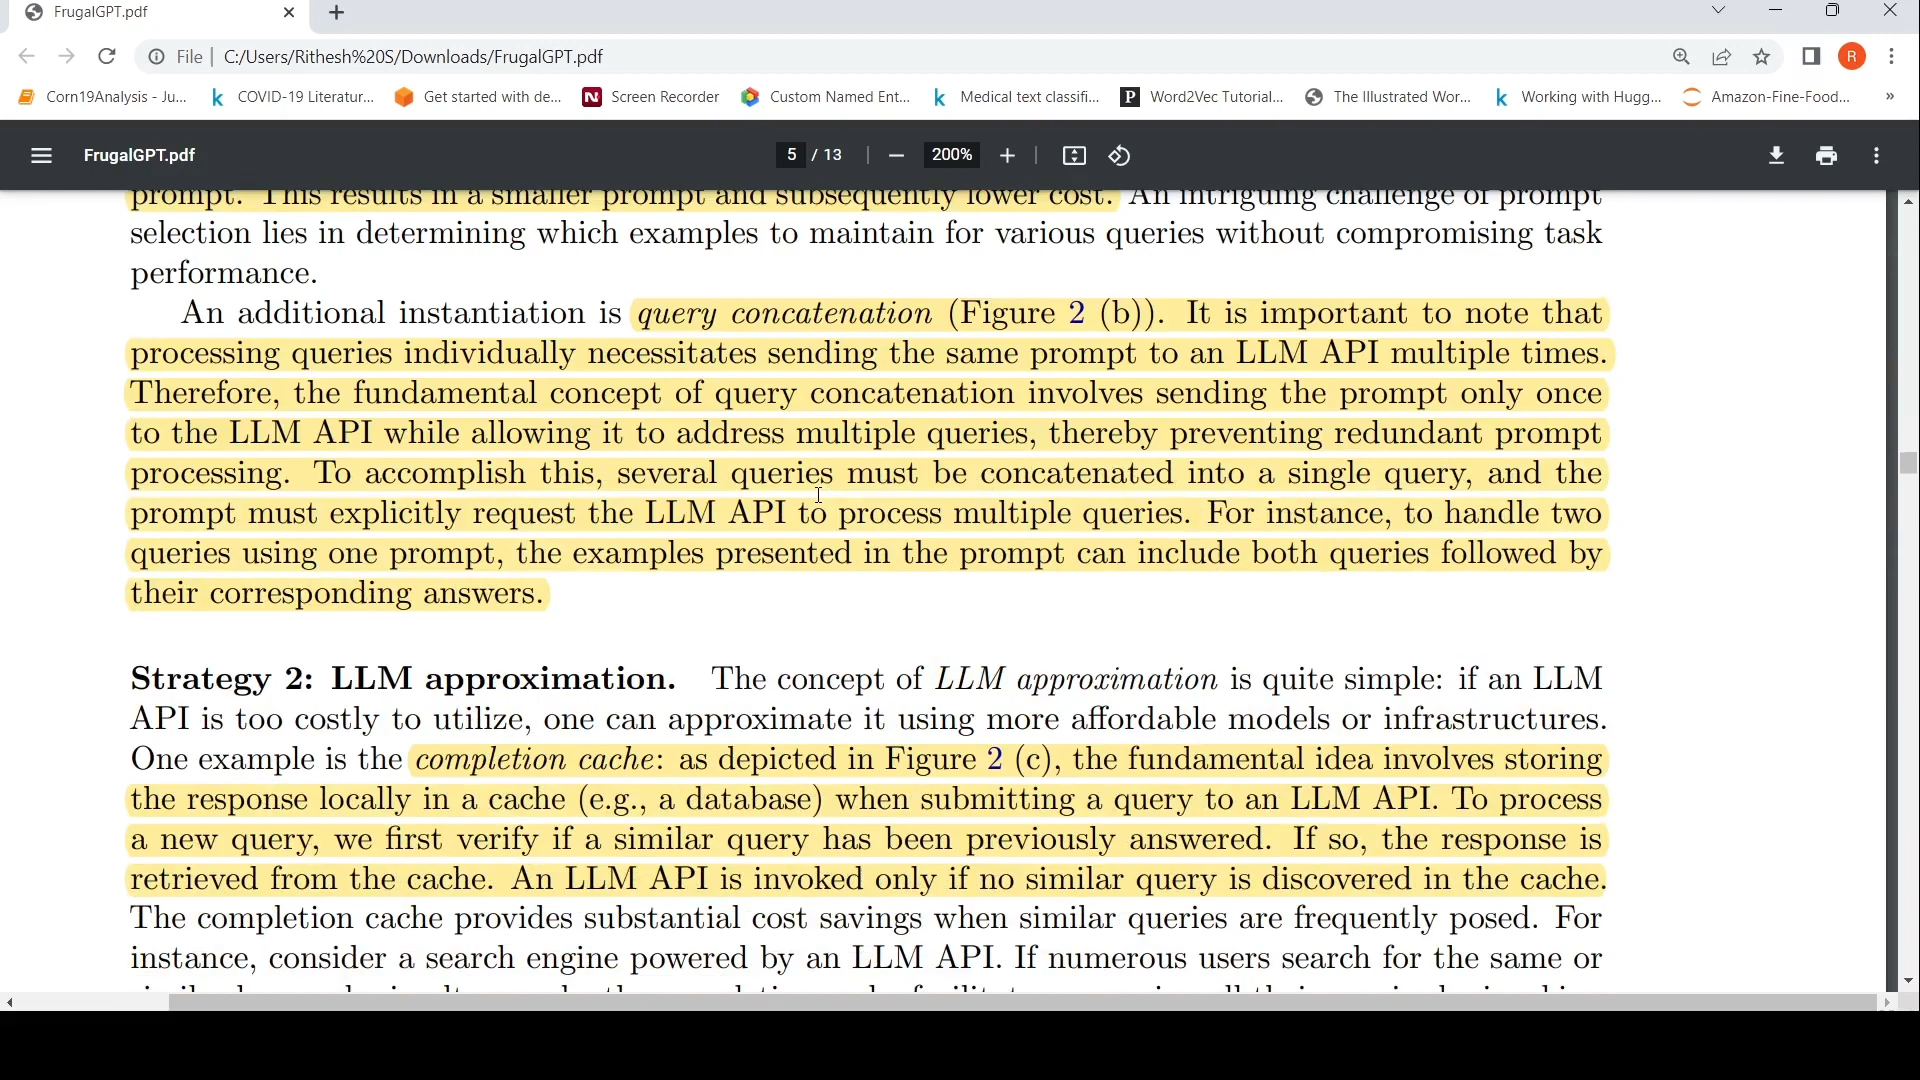 FrugalGPT.pdf
File | C:/Users/Rithesh%20S/Downloads/FrugalGPT.pdf
R
Corn19Analysis - Ju...
COVID-19 Literatur...
Get started with de...
N Screen Recorder
Custom Named Ent...
k Medical text classifi...
P Word2Vec Tutorial...
The Illustrated Wor...
k Working with Hugg...
Amazon-Fine-Food...
»
FrugalGPT.pdf
5 / 13
200%
prompt. This results in a smaller prompt and subsequently lower cost. An intriguing challenge of prompt
selection lies in determining which examples to maintain for various queries without compromising task
performance.
An additional instantiation is query concatenation (Figure 2 (b)). It is important to note that
processing queries individually necessitates sending the same prompt to an LLM API multiple times.
Therefore, the fundamental concept of query concatenation involves sending the prompt only once
to the LLM API while allowing it to address multiple queries, thereby preventing redundant prompt
processing. To accomplish this, several queries must be concatenated into a single query, and the
prompt must explicitly request the LLM API to process multiple queries. For instance, to handle two
queries using one prompt, the examples presented in the prompt can include both queries followed by
their corresponding answers.
Strategy 2: LLM approximation. The concept of LLM approximation is quite simple: if an LLM
API is too costly to utilize, one can approximate it using more affordable models or infrastructures.
One example is the completion cache: as depicted in Figure 2 (c), the fundamental idea involves storing
the response locally in a cache (e.g., a database) when submitting a query to an LLM API. To process
a new query, we first verify if a similar query has been previously answered. If so, the response is
retrieved from the cache. An LLM API is invoked only if no similar query is discovered in the cache.
The completion cache provides substantial cost savings when similar queries are frequently posed. For
instance, consider a search engine powered by an LLM API. If numerous users search for the same or